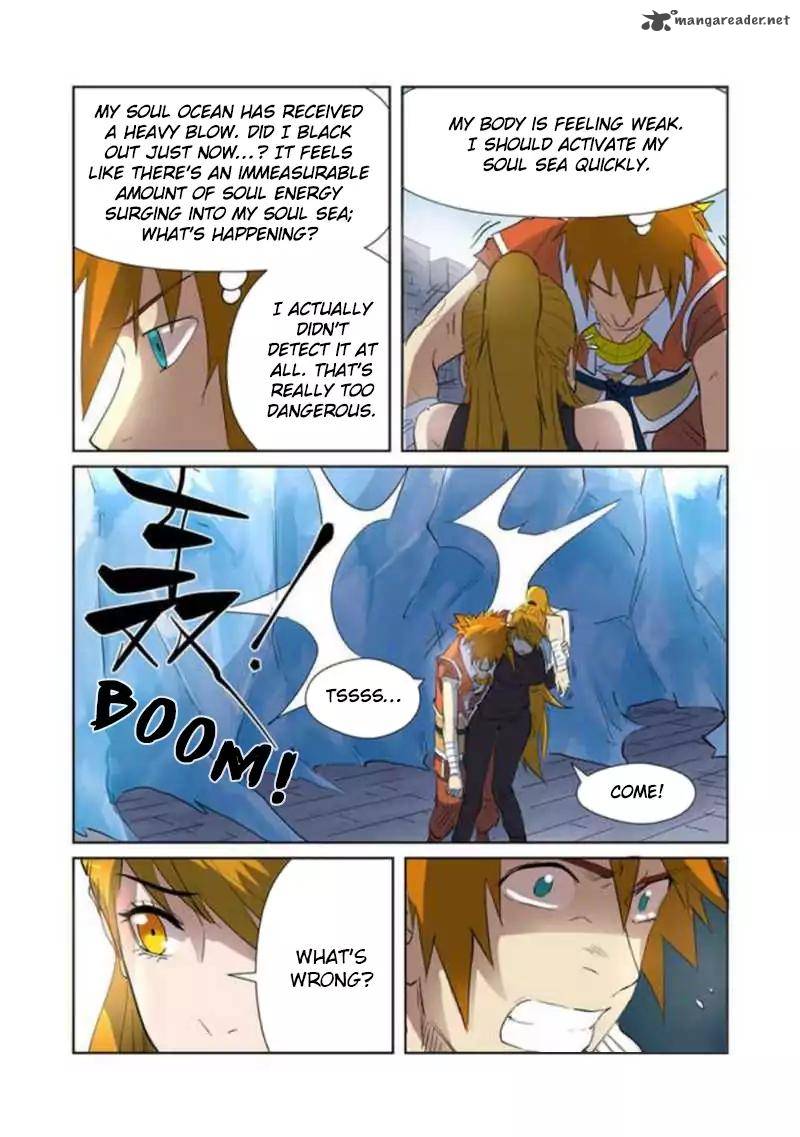 mangareader.net
MY SOUL OCEAN HAS RECEIVED
A HEAVY BLOW. DID I BLACK
OUT JUST NOW...? IT FEELS
LIKE THERE'S AN IMMEASURABLE
AMOUNT OF SOUL ENERGY
SURGING INTO MY SOUL SEA;
WHAT'S HAPPENING?
I ACTUALLY
DIDN'T
DETECT IT AT
ALL. THAT'S
REALLY TOO
DANGEROUS.
MY BODY IS FEELING WEAK.
I SHOULD ACTIVATE MY
SOUL SEA QUICKLY.
轰!
BOOM!
TSSSS...
COME!
WHAT'S
WRONG?